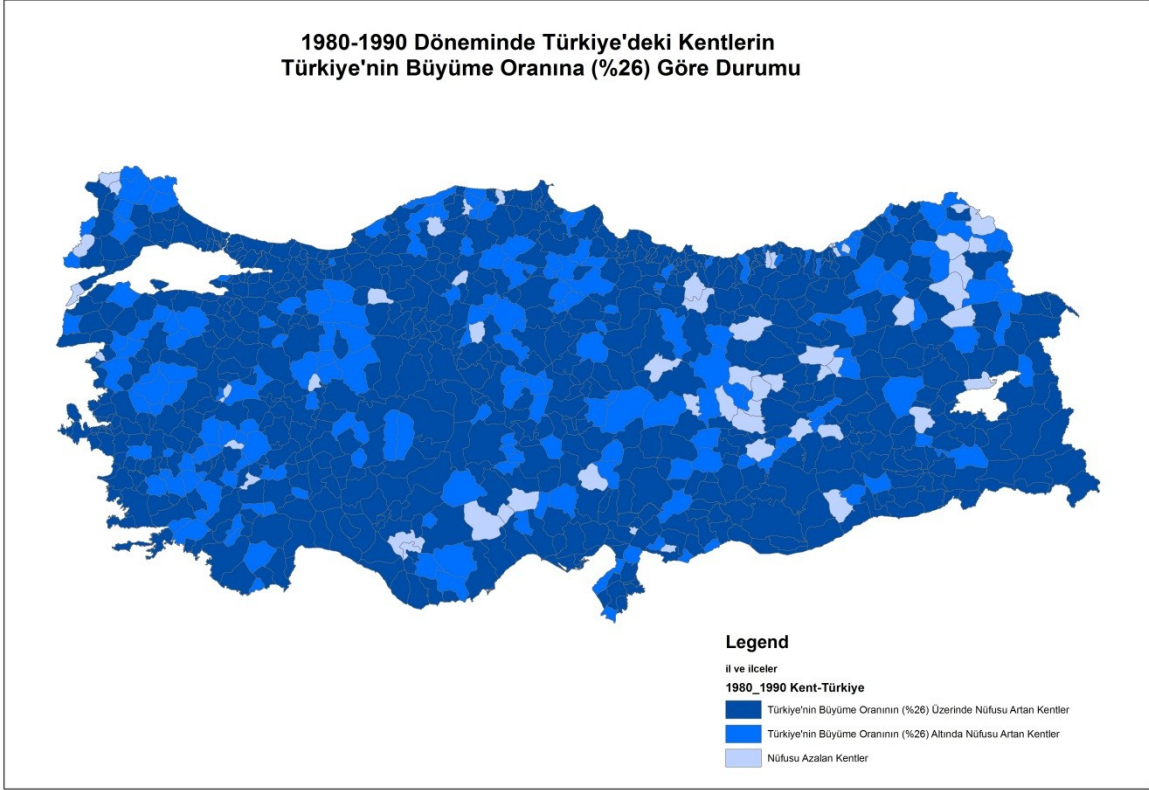 1980-1990 Döneminde Türkiye'deki Kentlerin
Türkiye'nin Büyüme Oranına (%26) Göre Durumu
Legend
il ve ilceler
1980_1990 Kent-Türkiye
Türkiye'nin Büyüme Oranının (%26) Üzerinde Nüfusu Artan Kentler
Türkiye'nin Büyüme Oranının (%26) Altında Nüfusu Artan Kentler
Nüfusu Azalan Kentler